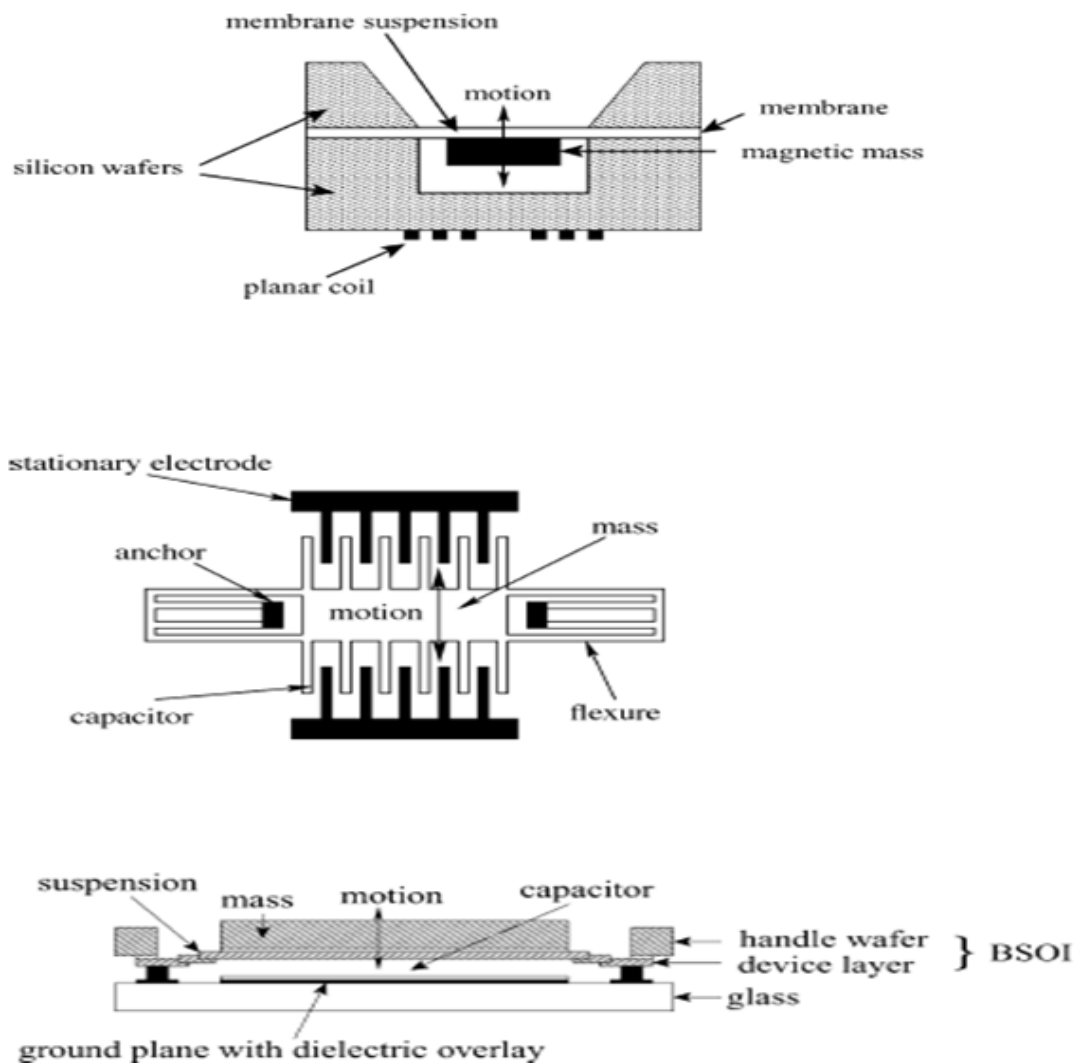 membrane suspension
motion
membrane
magnetic mass
silicon wafers
planar coil
stationary electrode
mass
anchor
motion
capacitor
flexure
suspension
mass
motion
capacitor
handle wafer
device layer
} BSOI
glass
ground plane with dielectric overlay